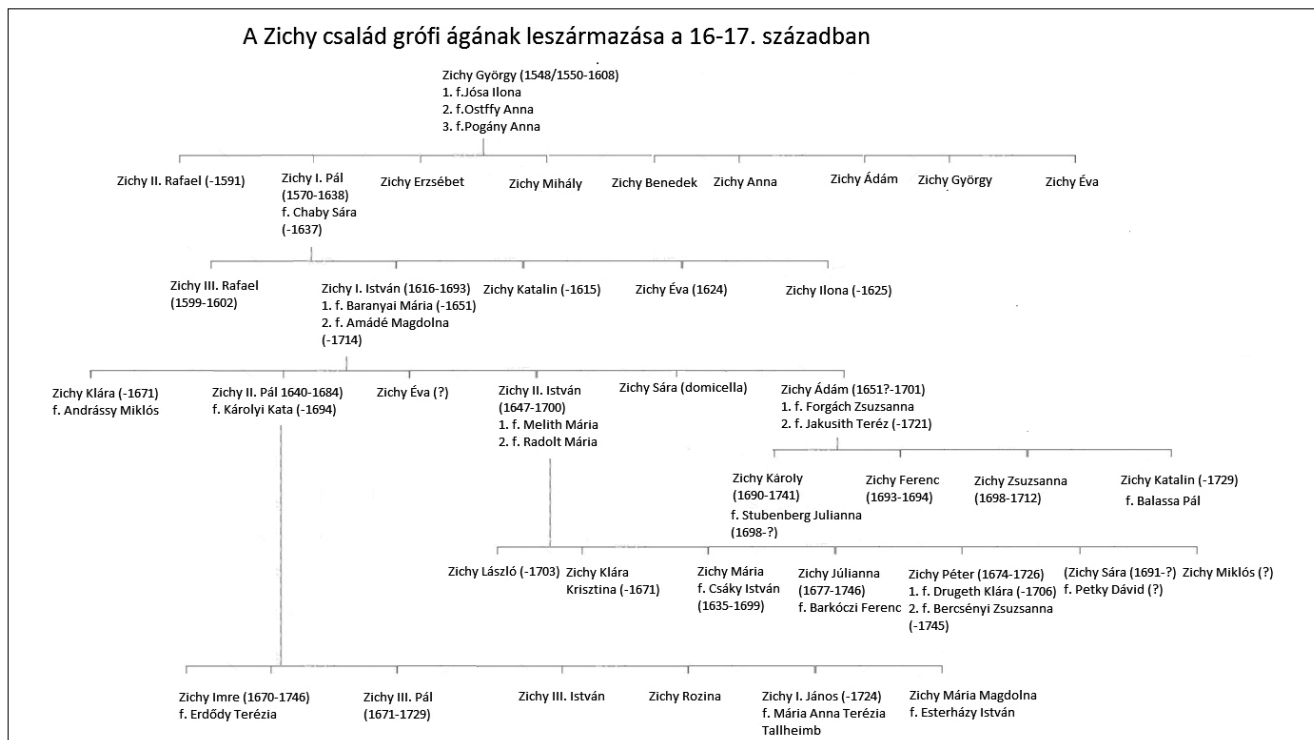 A Zichy család grófi ágának leszármazása a 16-17. században
Zichy György (1548/1550-1608)
1. f.Jósa Ilona
2. f.Ostffy Anna
3. f.Pogány Anna
Zichy II. Rafael (-1591)
Zichy I. Pál
(1570-1638)
f. Chaby Sára
(-1637)
Zichy Erzsébet
Zichy Mihály
Zichy Benedek
Zichy Anna
Zichy Ádám
Zichy György
Zichy Éva
Zichy III. Rafael
(1599-1602)
Zichy I. István (1616-1693)
1. f. Baranyai Mária (-1651)
2. f. Amádé Magdolna
(-1714)
Zichy Katalin (-1615)
Zichy Éva (1624)
Zichy Ilona (-1625)
Zichy Klára (-1671)
f. Andrássy Miklós
Zichy II. Pál 1640-1684)
f. Károlyi Kata (-1694)
Zichy Éva (?)
Zichy II. István
(1647-1700)
1. f. Melith Mária
2. f. Radolt Mária
Zichy Sára (domicella)
Zichy Ádám (1651?-1701)
1. f. Forgách Zsuzsanna
2. f. Jakusith Teréz (-1721)
Zichy Károly
(1690-1741)
f. Stubenberg Julianna
(1698-?)
Zichy Ferenc
(1693-1694)
Zichy Zsuzsanna
(1698-1712)
Zichy Katalin (-1729)
f. Balassa Pál
Zichy László (-1703)
Zichy Klára
Krisztina (-1671)
Zichy Mária
f. Csáky István
(1635-1699)
Zichy Júlianna
(1677-1746)
f. Barkóczi Ferenc
Zichy Péter (1674-1726)
1. f. Drugeth Klára (-1706)
2. f. Bercsényi Zsuzsanna
(-1745)
(Zichy Sára (1691-?)
f. Petky Dávid (?)
Zichy Miklós (?)
Zichy Imre (1670-1746)
f. Erdődy Terézia
Zichy III. Pál
(1671-1729)
Zichy III. István
Zichy Rozina
Zichy I. János (-1724)
f. Mária Anna Terézia
Tallheimb
Zichy Mária Magdolna
f. Esterházy István